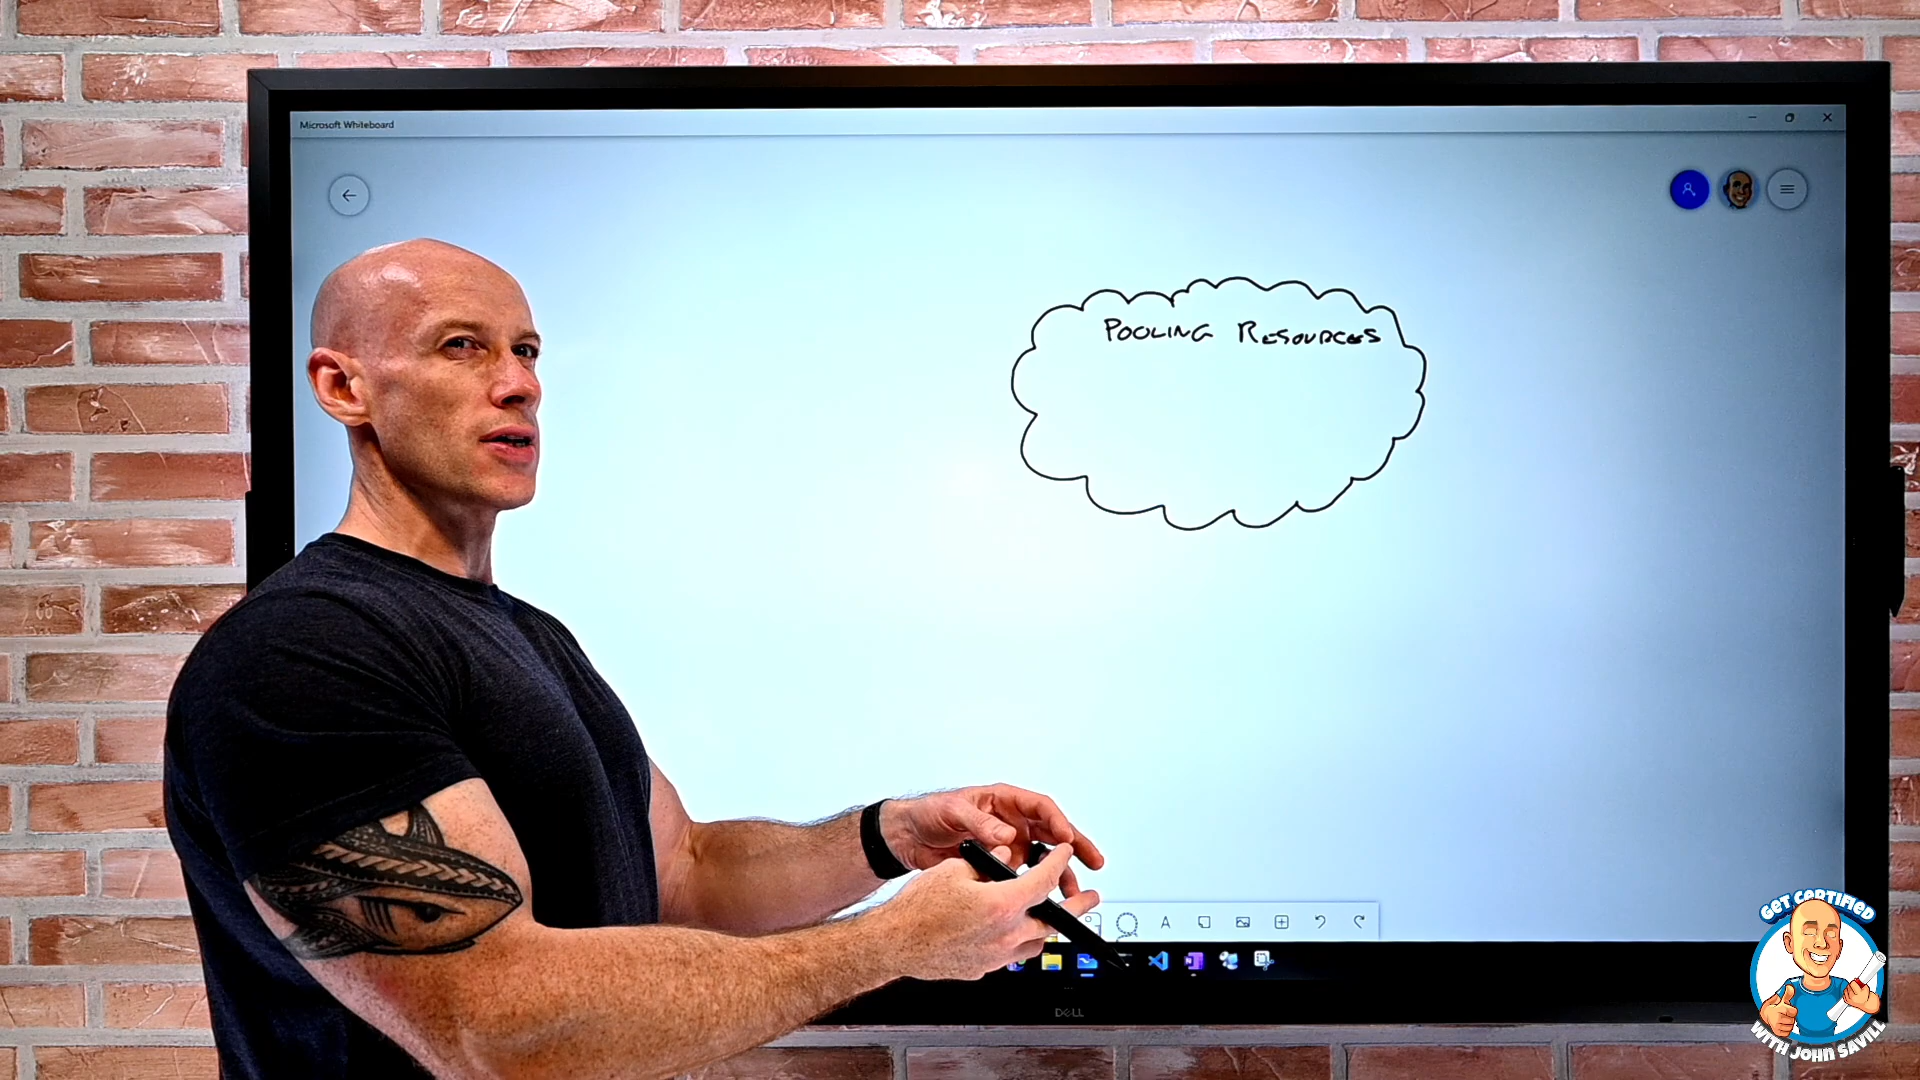 Microsoft Whiteboard
POOLING RESOURCES
A
DELL
GET CERTIFIED
WITH JOHN SAVILL